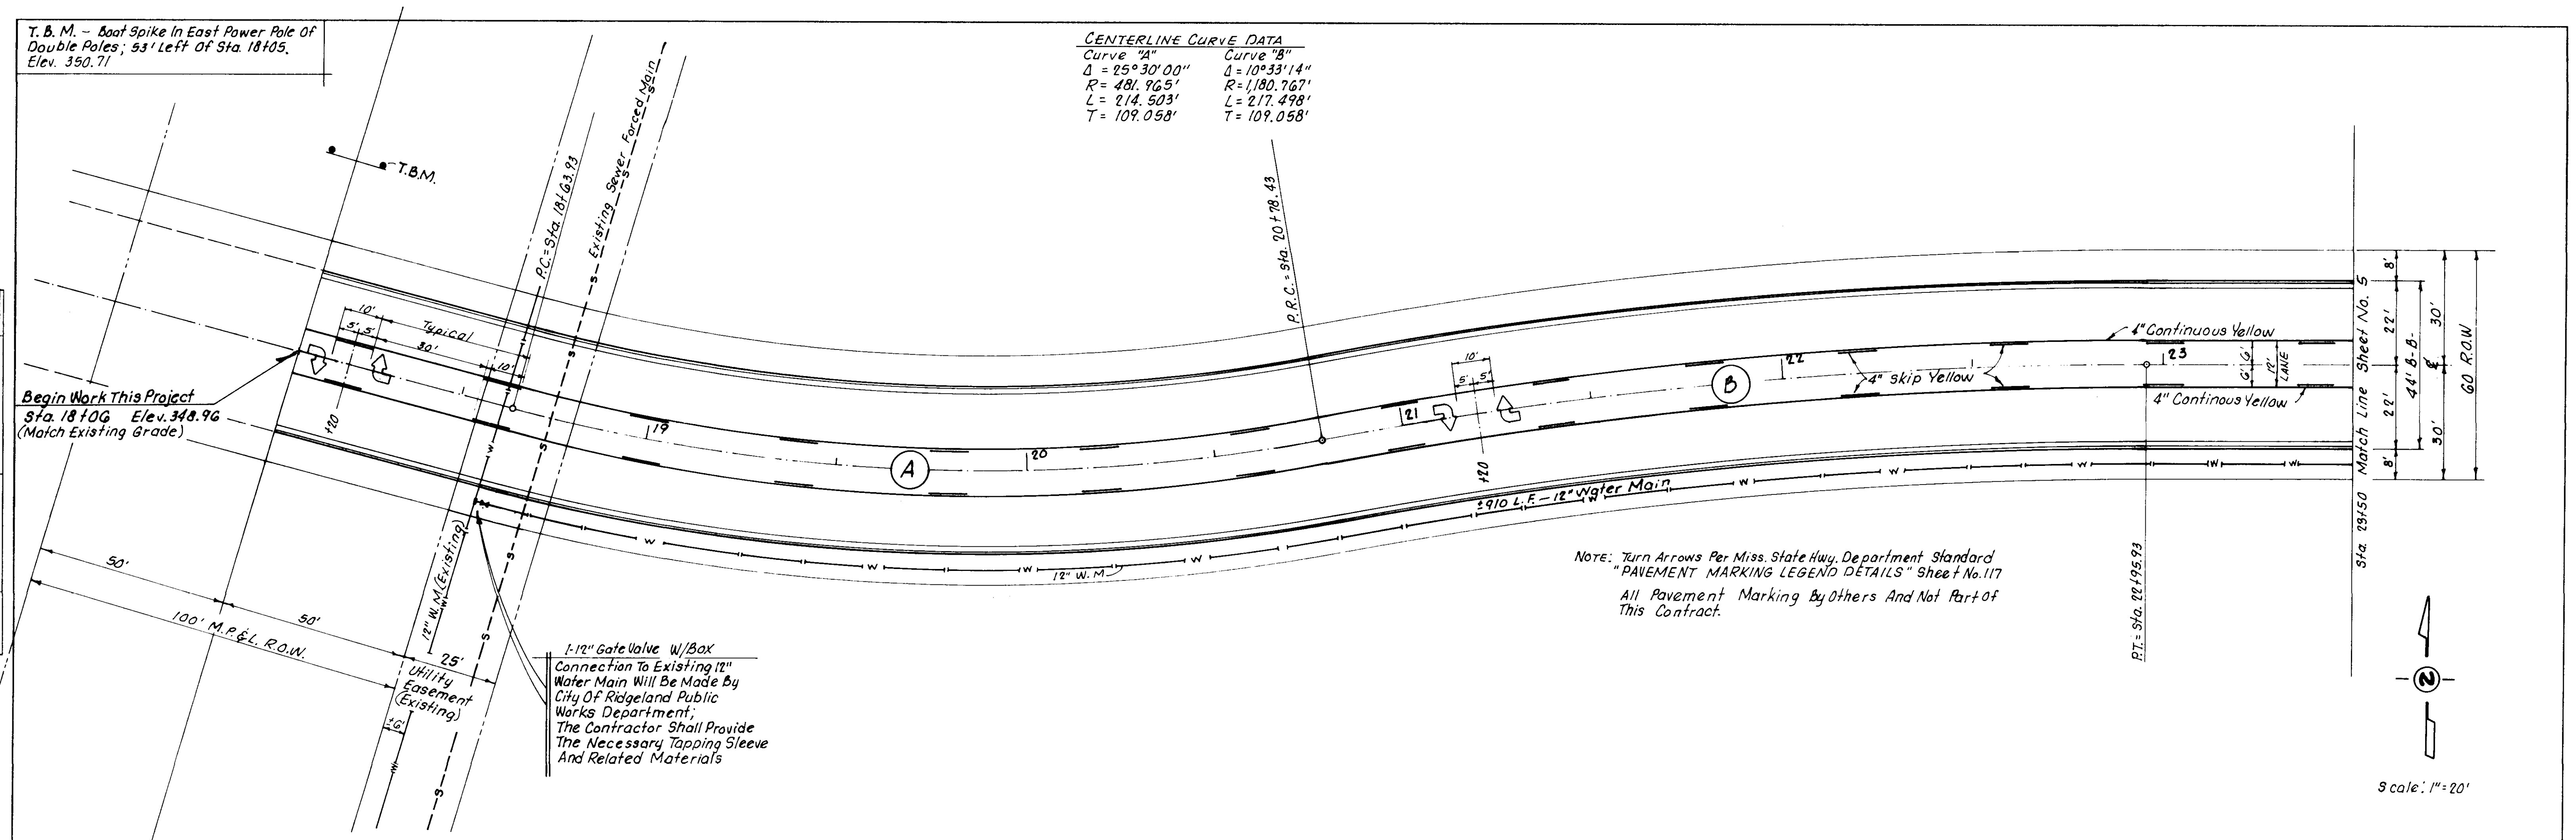 T. B. M. - Boat Spike In East Power Pole Of
Double Poles; 53' Left Of Sta. 18+05.
Elev. 350.71
CENTERLINE CURVE DATA
Curve "A" Curve "B"
Δ = 25°30'00" Δ = 10°33'14"
R = 481.965' R = 1,180.767'
L = 214.503' L = 217.498'
T = 109.058' T = 109.058'
T.B.M.
P.C. = Sta. 18+63.93
Existing Sewer Forced Main
P.R.C. = Sta. 20+78.43
10'
5' 5'
Typical
30'
10'
Begin Work This Project
Sta. 18+06 Elev. 348.96
(Match Existing Grade)
+20
19
A
20
21
10'
5' 5'
+20
B
22
4" Skip Yellow
4" Continuous Yellow
23
6' 6'
12'
LANE
4" Continous Yellow
Sta. 23+50 Match Line Sheet No. 5
8'
22'
22'
8'
44' B-B
30'
℄
30'
60 R.O.W.
±910 L.F. - 12" Water Main
12" W.M.
P.T. = Sta. 22+95.93
NOTE: Turn Arrows Per Miss. State Hwy. Department Standard
"PAVEMENT MARKING LEGEND DETAILS" Sheet No. 117
All Pavement Marking By Others And Not Part Of
This Contract.
50'
50'
100' M.P.&L. R.O.W.
12" W.M. (Existing)
25'
Utility
Easement
(Existing)
±6'
1-12" Gate Valve W/Box
Connection To Existing 12"
Water Main Will Be Made By
City Of Ridgeland Public
Works Department;
The Contractor Shall Provide
The Necessary Tapping Sleeve
And Related Materials
Scale: 1"=20'